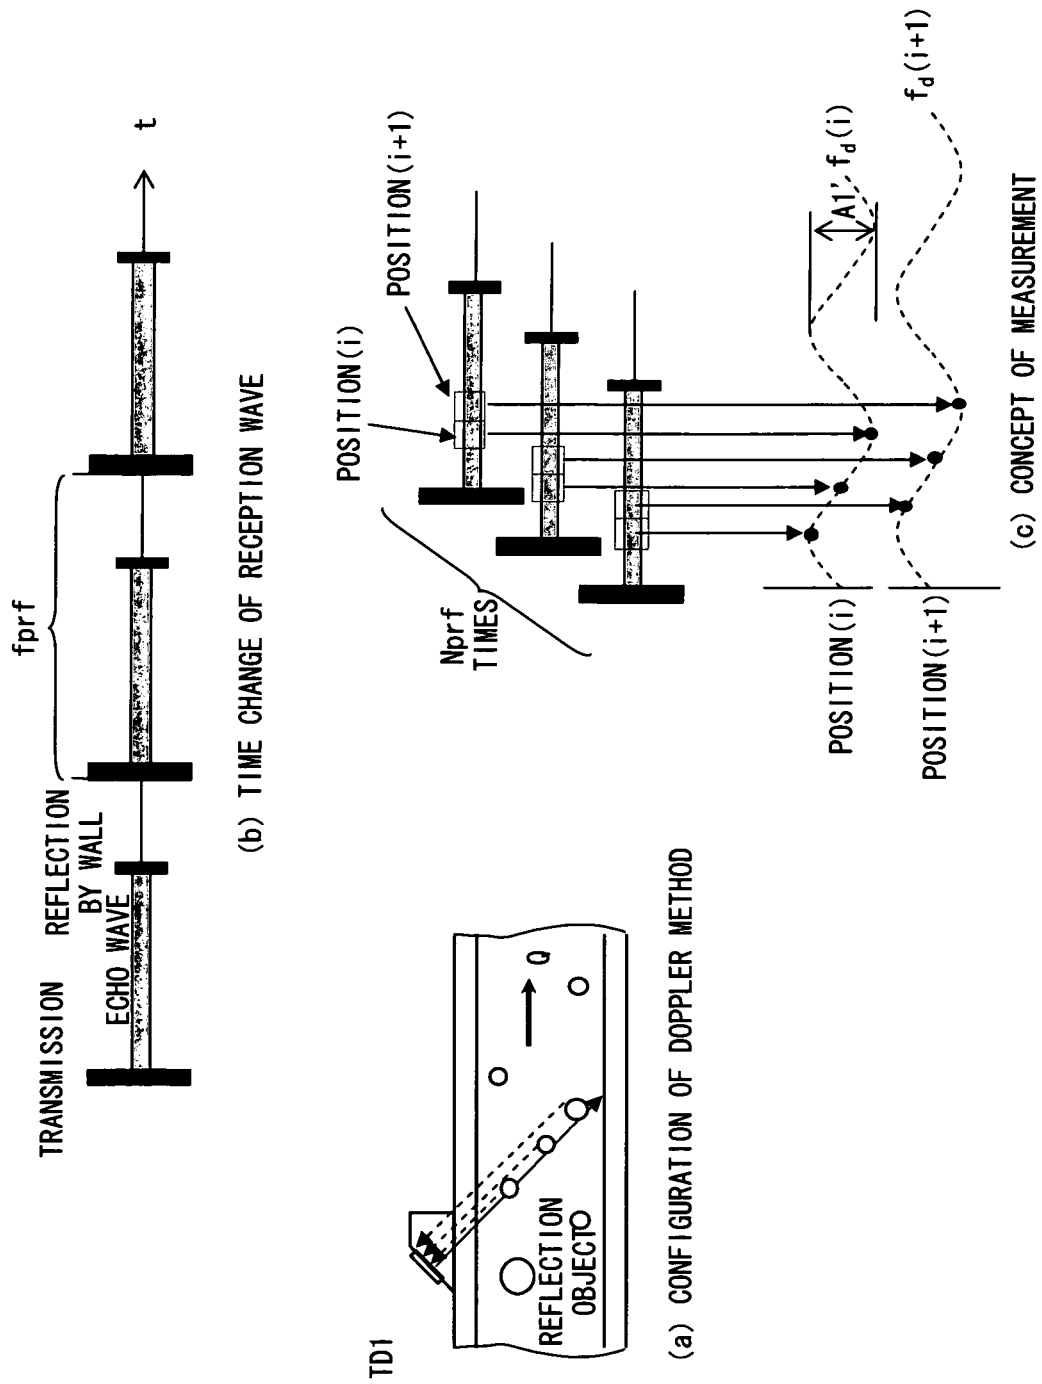 TD1
REFLECTION
OBJECT
Q
(a) CONFIGURATION OF DOPPLER METHOD
TRANSMISSION
ECHO WAVE
REFLECTION
BY WALL
fprf
t
(b) TIME CHANGE OF RECEPTION WAVE
Nprf
TIMES
POSITION(i)
POSITION(i+1)
POSITION(i)
POSITION(i+1)
A1'
fd(i)
fd(i+1)
(c) CONCEPT OF MEASUREMENT